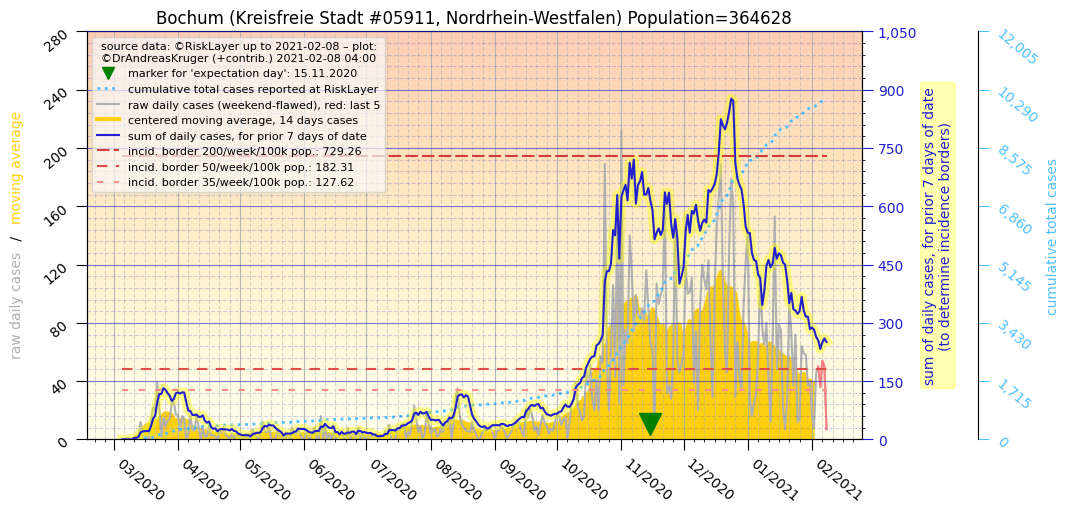 Bochum (Kreisfreie Stadt #05911, Nordrhein-Westfalen) Population=364628
source data: ©RiskLayer up to 2021-02-08 – plot:
©DrAndreasKruger (+contrib.) 2021-02-08 04:00
marker for 'expectation day': 15.11.2020
cumulative total cases reported at RiskLayer
raw daily cases (weekend-flawed), red: last 5
centered moving average, 14 days cases
sum of daily cases, for prior 7 days of date
incid. border 200/week/100k pop.: 729.26
incid. border 50/week/100k pop.: 182.31
incid. border 35/week/100k pop.: 127.62
raw daily cases / moving average
280
240
200
160
120
80
40
0
03/2020
04/2020
05/2020
06/2020
07/2020
08/2020
09/2020
10/2020
11/2020
12/2020
01/2021
02/2021
1,050
900
750
600
450
300
150
0
sum of daily cases, for prior 7 days of date
(to determine incidence borders)
12,005
10,290
8,575
6,860
5,145
3,430
1,715
0
cumulative total cases